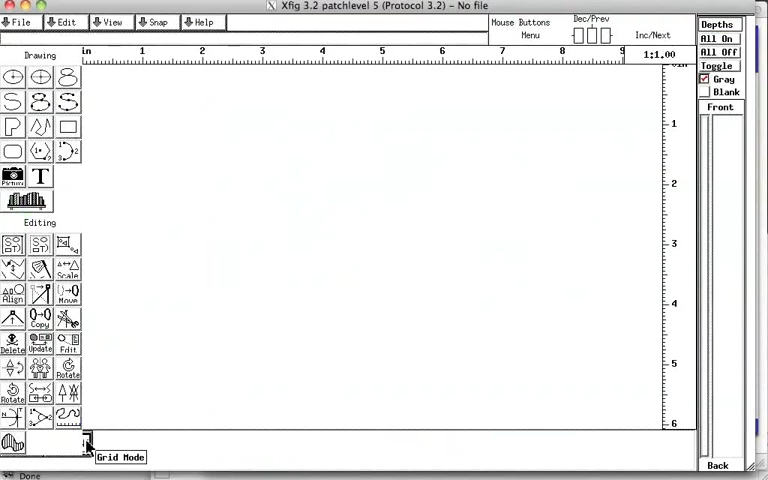 Xfig 3.2 patchlevel 5 (Protocol 3.2) - No file
File Edit View Snap Help
Mouse Buttons
Menu
Dec/Prev
Inc/Next
Depths
All On
All Off
Toggle
Gray
Blank
Front
Back
in 1 2 3 4 5 6 7 8 9
1:1.00
1
2
3
4
5
6
Drawing
Picture
T
Editing
Scale
Align
Move
Copy
Delete
Update
Edit
Rotate
Rotate
Grid Mode
Done